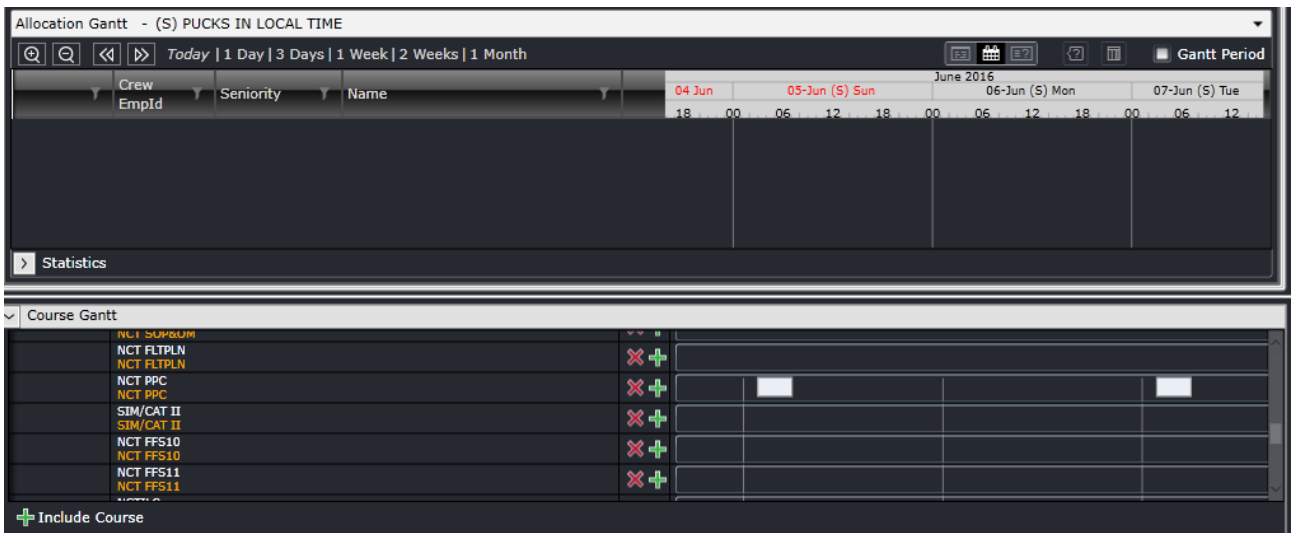 Allocation Gantt - (S) PUCKS IN LOCAL TIME
Today | 1 Day | 3 Days | 1 Week | 2 Weeks | 1 Month Gantt Period
Crew EmpId Seniority Name
June 2016
04 Jun 05-Jun (S) Sun 06-Jun (S) Mon 07-Jun (S) Tue
18 00 06 12 18 00 06 12 18 00 06 12
Statistics
Course Gantt
NCT SOP&OM
NCT FLTPLN
NCT FLTPLN
NCT PPC
NCT PPC
SIM/CAT II
SIM/CAT II
NCT FFS10
NCT FFS10
NCT FFS11
NCT FFS11
Include Course